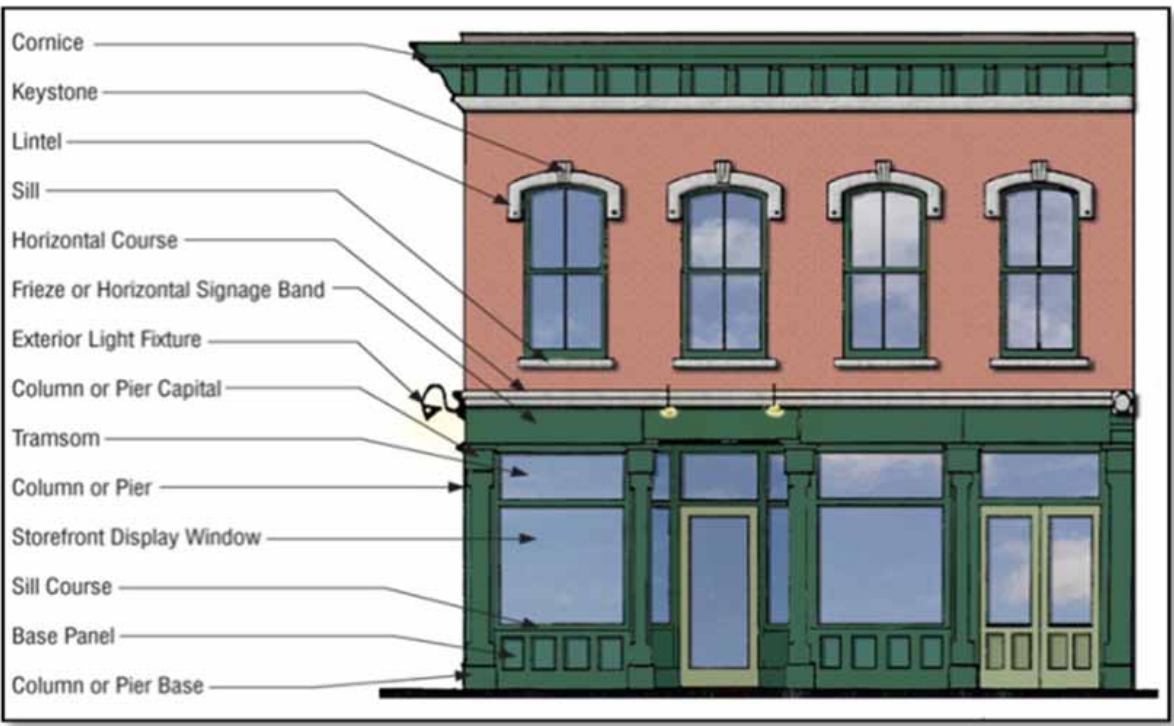 Cornice
Keystone
Lintel
Sill
Horizontal Course
Frieze or Horizontal Signage Band
Exterior Light Fixture
Column or Pier Capital
Tramsom
Column or Pier
Storefront Display Window
Sill Course
Base Panel
Column or Pier Base